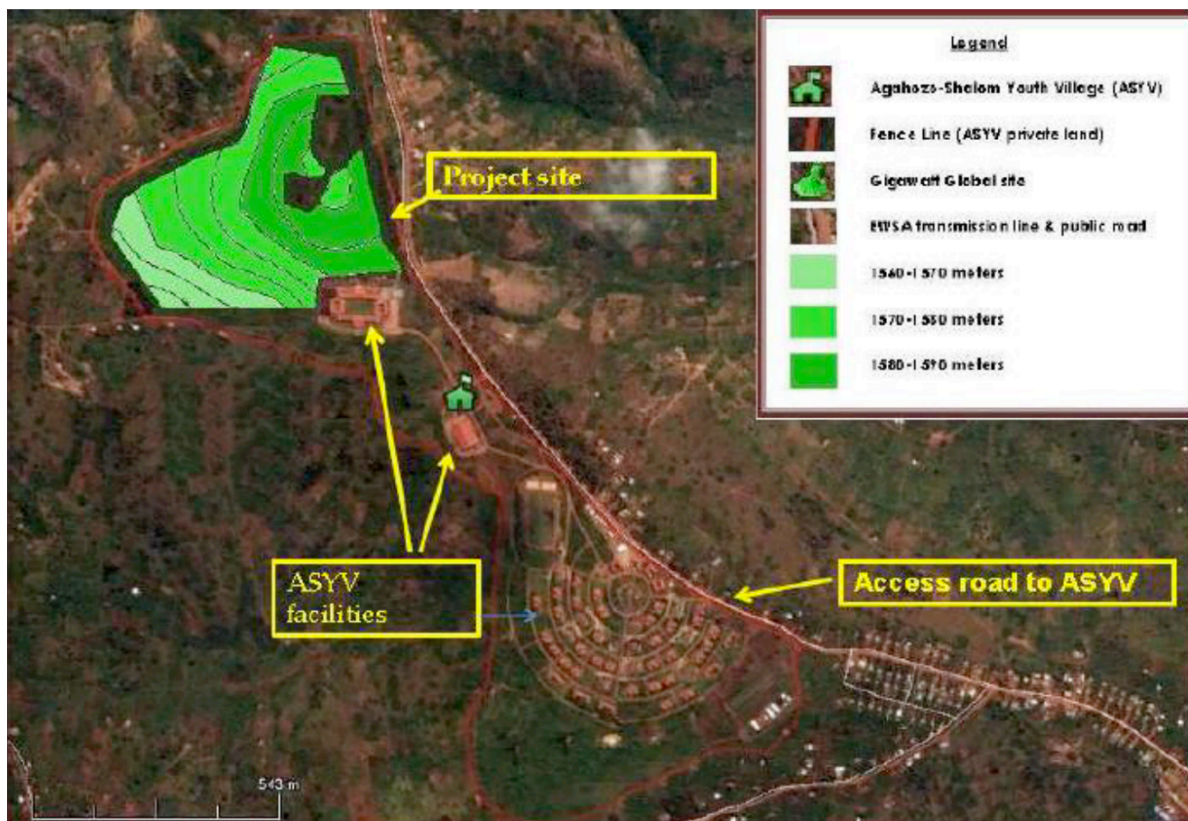 Legend
Agahozo-Shalom Youth Village (ASYV)
Fence Line (ASYV private land)
Gigawatt Global site
EWSA transmission line & public road
1560-1570 meters
1570-1580 meters
1580-1590 meters
Project site
ASYV
facilities
Access road to ASYV
543 m